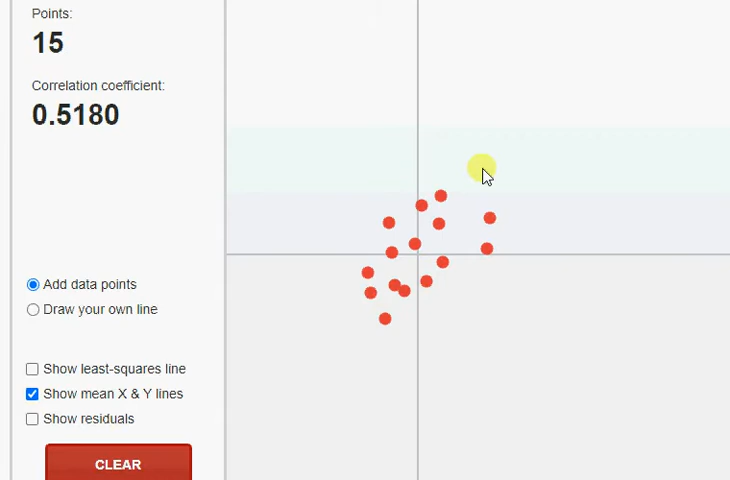 Points:
15
Correlation coefficient:
0.5180
Add data points
Draw your own line
Show least-squares line
Show mean X & Y lines
Show residuals
CLEAR